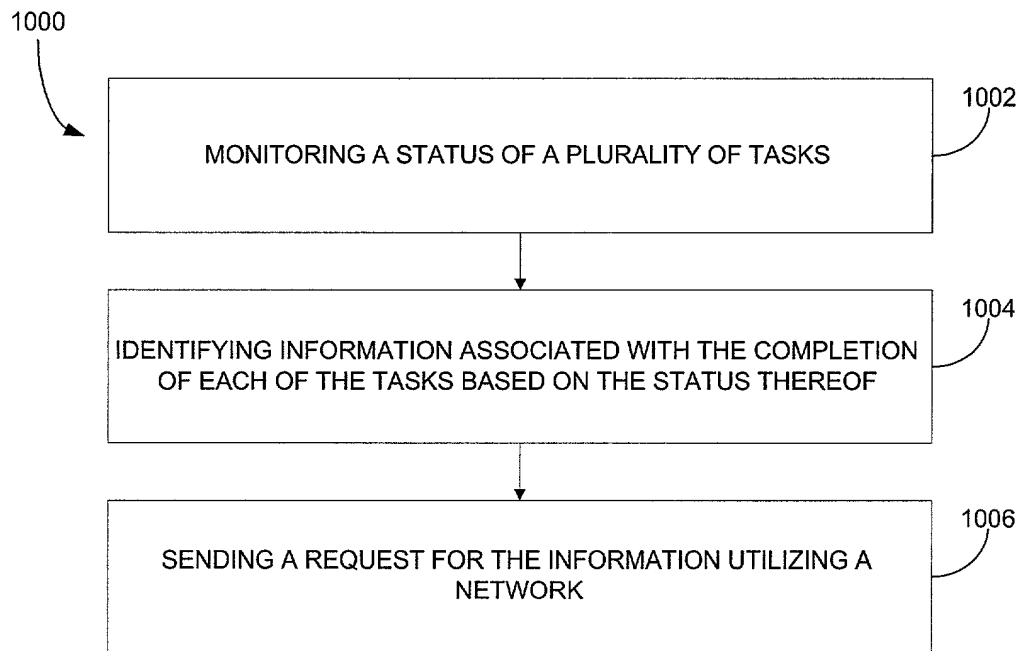 1000
1002
MONITORING A STATUS OF A PLURALITY OF TASKS
1004
IDENTIFYING INFORMATION ASSOCIATED WITH THE COMPLETION
OF EACH OF THE TASKS BASED ON THE STATUS THEREOF
1006
SENDING A REQUEST FOR THE INFORMATION UTILIZING A
NETWORK